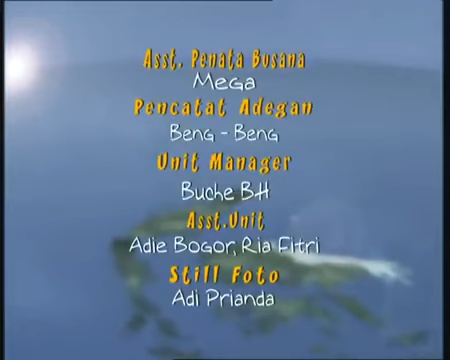 Asst. Penata Busana
Mega
Pencatat Adegan
Beng - Beng
Unit Manager
Buche BH
Asst.Unit
Adie Bogor, Ria Fitri
Still Foto
Adi Prianda